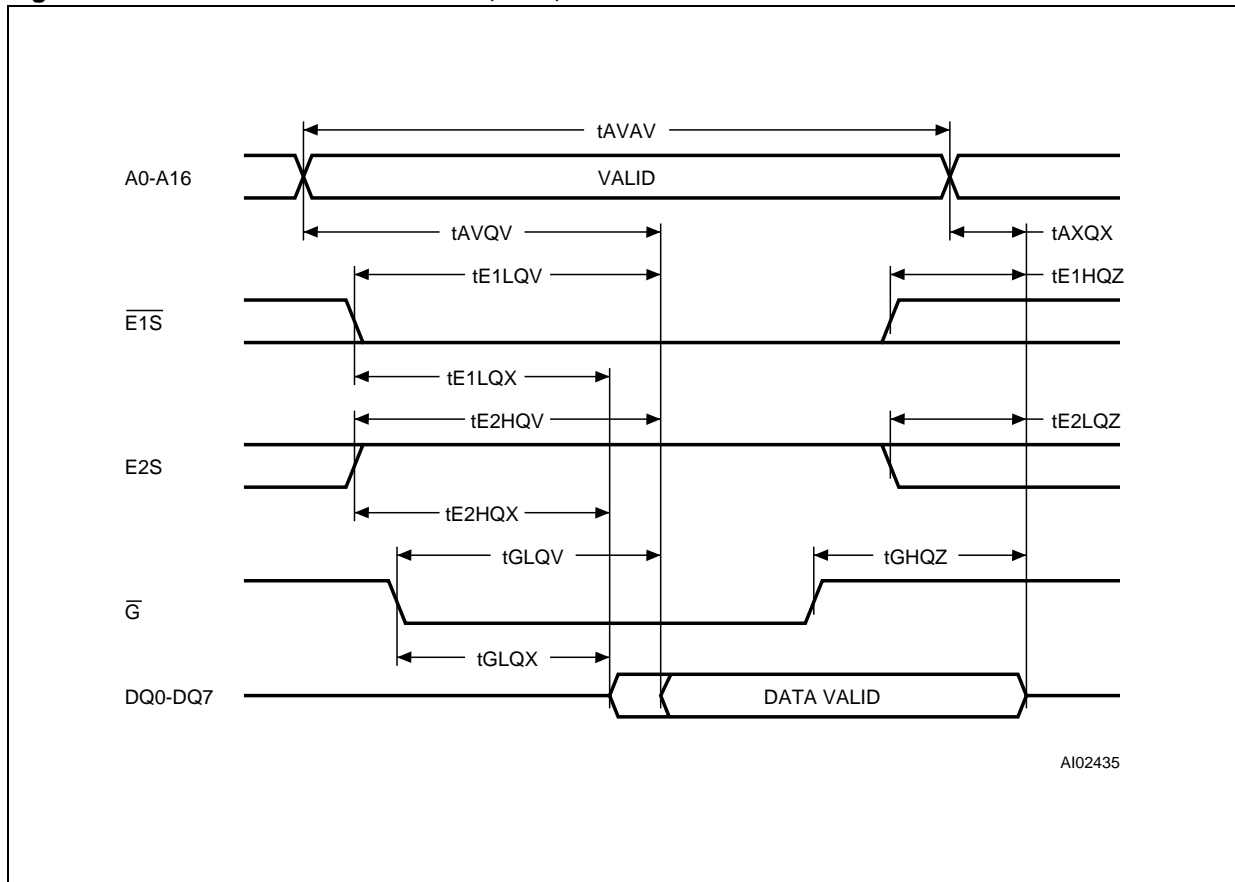 tAVAV
A0-A16
VALID
tAVQV
tAXQX
tE1LQV
tE1HQZ
E1S
tE1LQX
tE2HQV
tE2LQZ
E2S
tE2HQX
tGLQV
tGHQZ
G
tGLQX
DQ0-DQ7
DATA VALID
AI02435